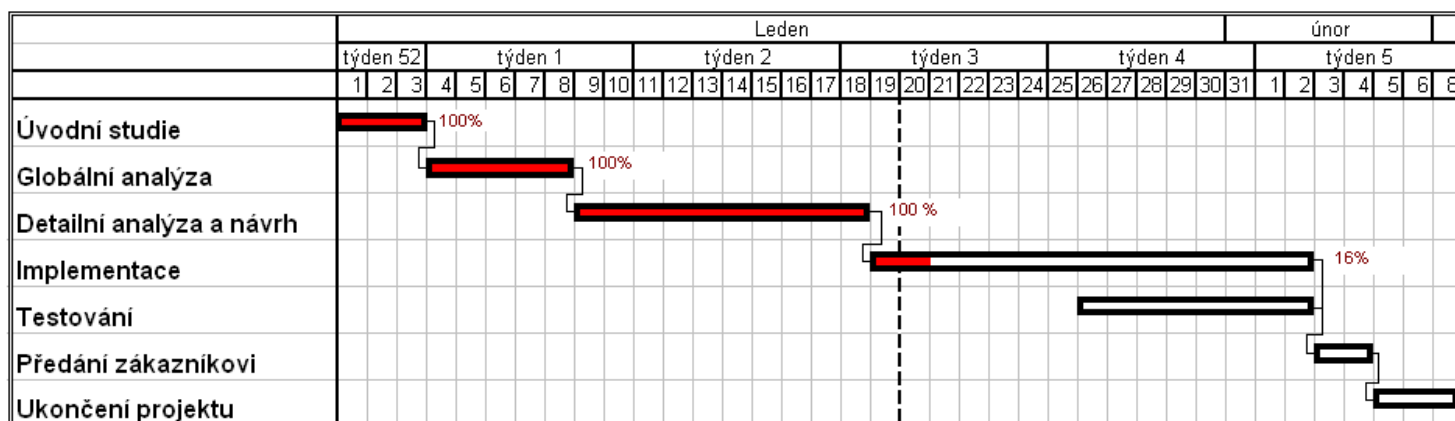 Leden únor
týden 52 týden 1 týden 2 týden 3 týden 4 týden 5
1 2 3 4 5 6 7 8 9 10 11 12 13 14 15 16 17 18 19 20 21 22 23 24 25 26 27 28 29 30 31 1 2 3 4 5 6
Úvodní studie 100%
Globální analýza 100%
Detailní analýza a návrh 100 %
Implementace 16%
Testování
Předání zákazníkovi
Ukončení projektu